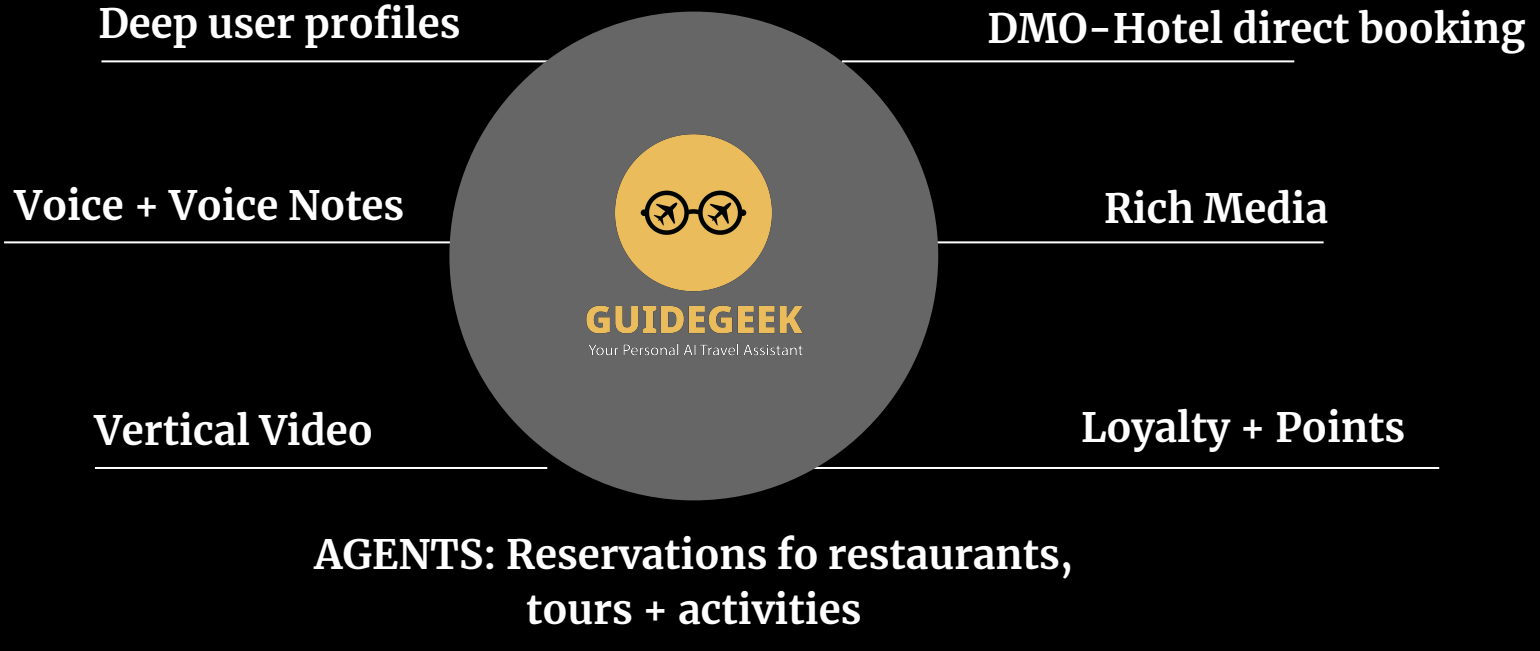 Deep user profiles
DMO-Hotel direct booking
Voice + Voice Notes
Rich Media
GUIDEGEEK
Your Personal AI Travel Assistant
Vertical Video
Loyalty + Points
AGENTS: Reservations fo restaurants,
tours + activities